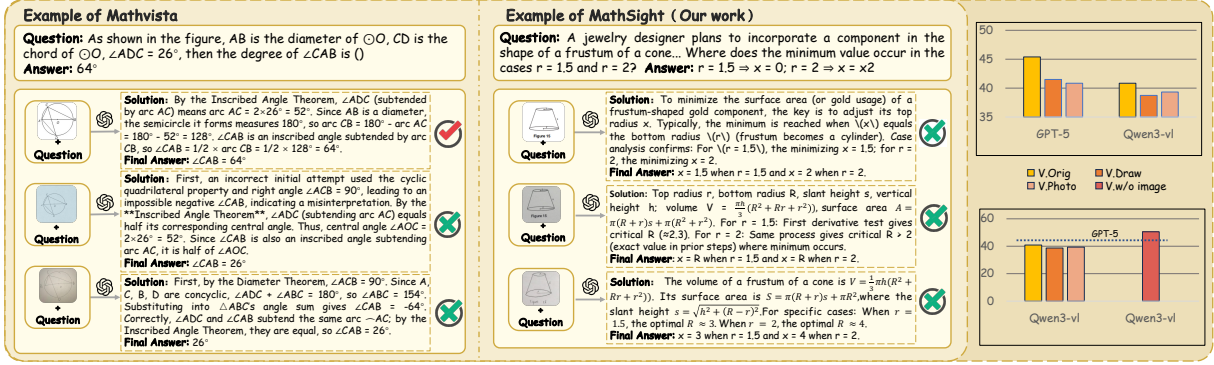 Example of Mathvista
Question: As shown in the figure, AB is the diameter of ⊙O, CD is the
chord of ⊙O, ∠ADC = 26°, then the degree of ∠CAB is ()
Answer: 64°
+
Question
Solution: By the Inscribed Angle Theorem, ∠ADC (subtended
by arc AC) means arc AC = 2×26° = 52°. Since AB is a diameter,
the semicircle it forms measures 180°, so arc CB = 180° - arc AC
= 180° - 52° = 128°. ∠CAB is an inscribed angle subtended by arc
CB, so ∠CAB = 1/2 × arc CB = 1/2 × 128° = 64°.
Final Answer: ∠CAB = 64°
+
Question
Solution: First, an incorrect initial attempt used the cyclic
quadrilateral property and right angle ∠ACB = 90°, leading to an
impossible negative ∠CAB, indicating a misinterpretation. By the
**Inscribed Angle Theorem**, ∠ADC (subtending arc AC) equals
half its corresponding central angle. Thus, central angle ∠AOC =
2×26° = 52°. Since ∠CAB is also an inscribed angle subtending
arc AC, it is half of ∠AOC.
Final Answer: ∠CAB = 26°
+
Question
Solution: First, by the Diameter Theorem, ∠ACB = 90°. Since A,
C, B, D are concyclic, ∠ADC + ∠ABC = 180°, so ∠ABC = 154°.
Substituting into △ABC's angle sum gives ∠CAB = -64°.
Correctly, ∠ADC and ∠CAB subtend the same arc ⌢AC; by the
Inscribed Angle Theorem, they are equal, so ∠CAB = 26°.
Final Answer: 26°
Example of MathSight (Our work)
Question: A jewelry designer plans to incorporate a component in the
shape of a frustum of a cone... Where does the minimum value occur in the
cases r = 1.5 and r = 2? Answer: r = 1.5 ⇒ x = 0; r = 2 ⇒ x = x2
Figure 15
+
Question
Solution: To minimize the surface area (or gold usage) of a
frustum-shaped gold component, the key is to adjust its top
radius x. Typically, the minimum is reached when \(x\) equals
the bottom radius \(r\) (frustum becomes a cylinder). Case
analysis confirms: For \(r = 1.5\), the minimizing x = 1.5; for r =
2, the minimizing x = 2.
Final Answer: x = 1.5 when r = 1.5 and x = 2 when r = 2.
Figure 15
+
Question
Solution: Top radius r, bottom radius R, slant height s, vertical
height h; volume V = πh/3 (R² + Rr + r²)), surface area A =
π(R + r)s + π(R² + r²). For r = 1.5: First derivative test gives
critical R (≈2.3). For r = 2: Same process gives critical R > 2
(exact value in prior steps) where minimum occurs.
Final Answer: x = R when r = 1.5 and x = R when r = 2.
+
Question
Solution: The volume of a frustum of a cone is V = 1/3 πh(R² +
Rr + r²)). Its surface area is S = π(R + r)s + πR²,where the
slant height s = √h² + (R − r)².For specific cases: When r =
1.5, the optimal R ≈ 3. When r = 2, the optimal R ≈ 4.
Final Answer: x = 3 when r = 1.5 and x = 4 when r = 2.
50
45
40
35
GPT-5
Qwen3-vl
V.Orig
V.Draw
V.Photo
V.w/o image
60
40
20
0
GPT-5
Qwen3-vl
Qwen3-vl